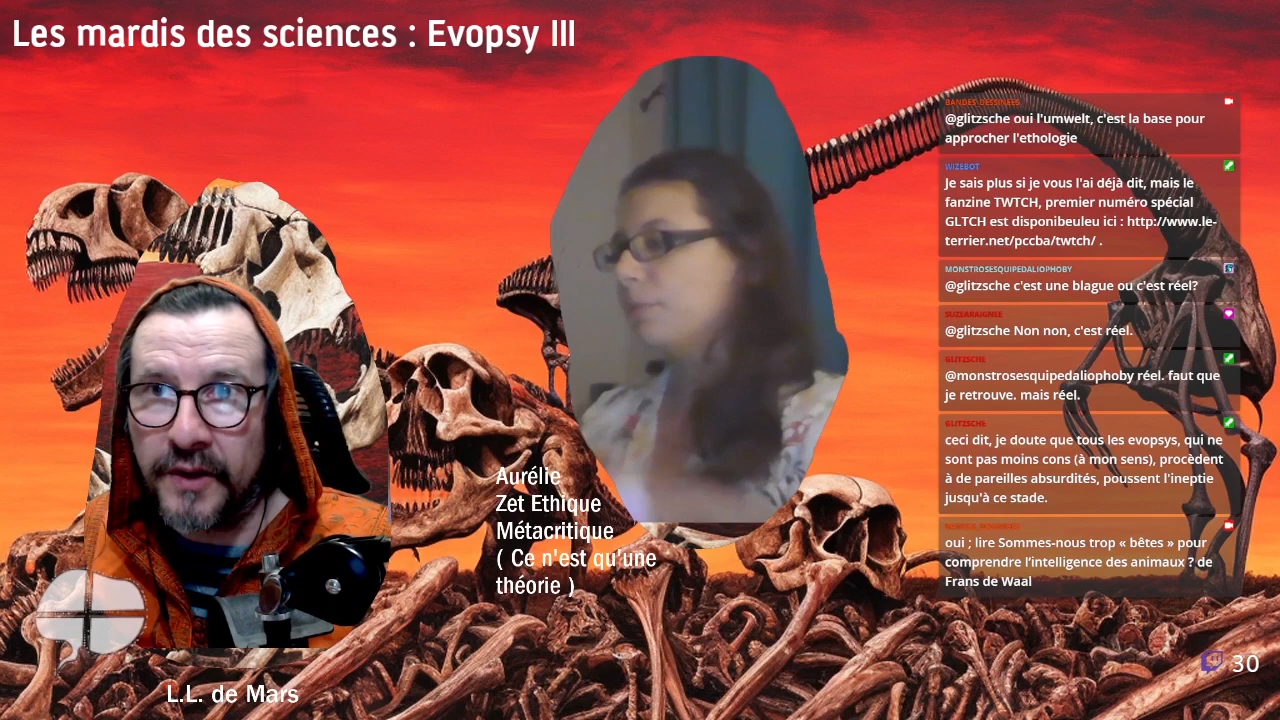 Les mardis des sciences : Evopsy III
BANDES-DESSINEES
@glitzsche oui l'umwelt, c'est la base pour
approcher l'ethologie
WIZEBOT
Je sais plus si je vous l'ai déjà dit, mais le
fanzine TWTCH, premier numéro spécial
GLTCH est disponibeuleu ici : http://www.le-
terrier.net/pccba/twtch/ .
MONSTROSESQUIPEDALIOPHOBY
@glitzsche c'est une blague ou c'est réel?
SUZEARAIGNEE
@glitzsche Non non, c'est réel.
GLITZSCHE
@monstrosesquipedaliophoby réel. faut que
je retrouve. mais réel.
GLITZSCHE
ceci dit, je doute que tous les evopsys, qui ne
sont pas moins cons (à mon sens), procèdent
à de pareilles absurdités, poussent l'ineptie
jusqu'à ce stade.
oui ; lire Sommes-nous trop « bêtes » pour
comprendre l'intelligence des animaux ? de
Frans de Waal
Aurélie
Zet Ethique
Métacritique
( Ce n'est qu'une
théorie )
L.L. de Mars
30